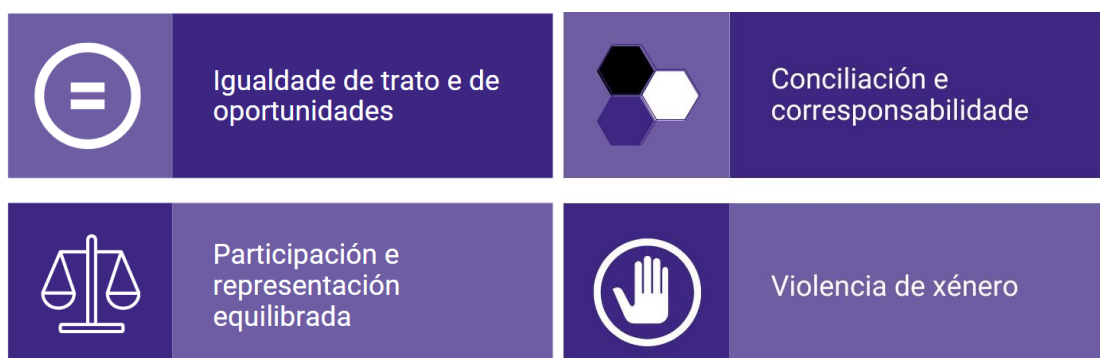 Igualdade de trato e de
oportunidades
Conciliación e
corresponsabilidade
Participación e
representación
equilibrada
Violencia de xénero